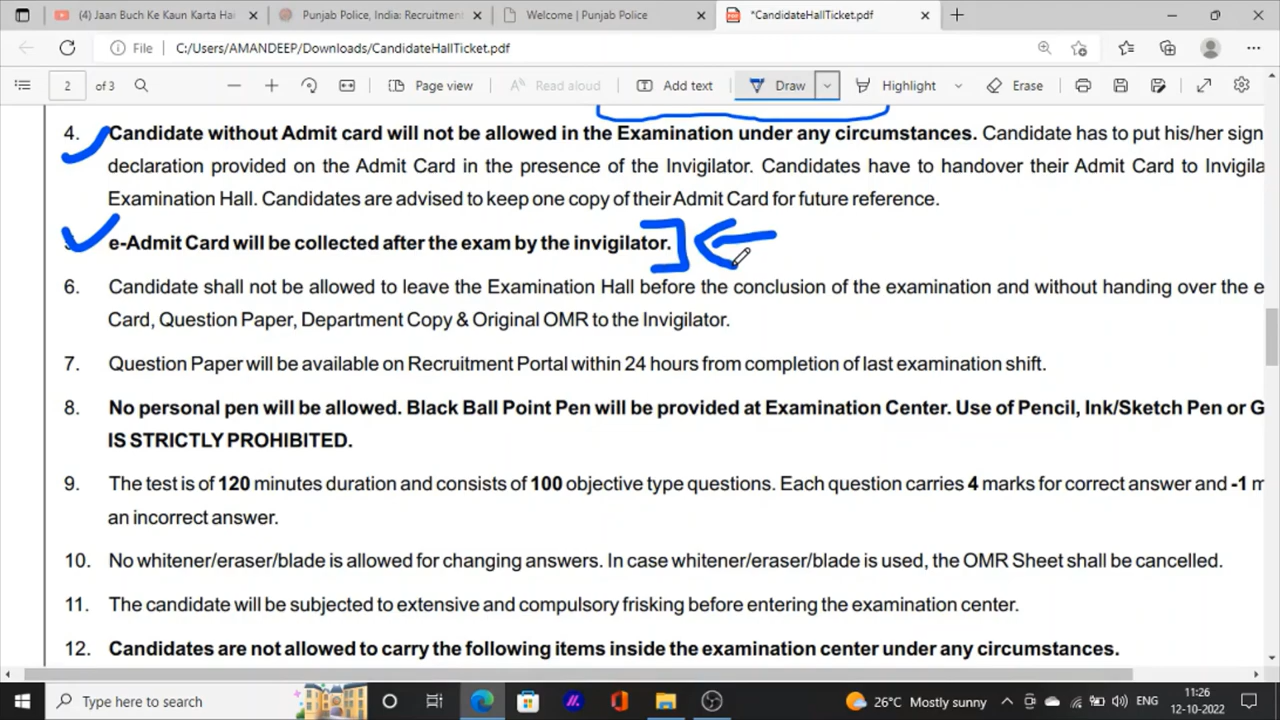 (4) Jaan Buch Ke Kaun Karta Hai
Punjab Police, India: Recruitment
Welcome | Punjab Police
*CandidateHallTicket.pdf
File
C:/Users/AMANDEEP/Downloads/CandidateHallTicket.pdf
2 of 3
Page view
Read aloud
Add text
Draw
Highlight
Erase
4. Candidate without Admit card will not be allowed in the Examination under any circumstances. Candidate has to put his/her sign
declaration provided on the Admit Card in the presence of the Invigilator. Candidates have to handover their Admit Card to Invigila
Examination Hall. Candidates are advised to keep one copy of their Admit Card for future reference.
e-Admit Card will be collected after the exam by the invigilator.
6. Candidate shall not be allowed to leave the Examination Hall before the conclusion of the examination and without handing over the e
Card, Question Paper, Department Copy & Original OMR to the Invigilator.
7. Question Paper will be available on Recruitment Portal within 24 hours from completion of last examination shift.
8. No personal pen will be allowed. Black Ball Point Pen will be provided at Examination Center. Use of Pencil, Ink/Sketch Pen or G
IS STRICTLY PROHIBITED.
9. The test is of 120 minutes duration and consists of 100 objective type questions. Each question carries 4 marks for correct answer and -1 m
an incorrect answer.
10. No whitener/eraser/blade is allowed for changing answers. In case whitener/eraser/blade is used, the OMR Sheet shall be cancelled.
11. The candidate will be subjected to extensive and compulsory frisking before entering the examination center.
12. Candidates are not allowed to carry the following items inside the examination center under any circumstances.
Type here to search
26°C Mostly sunny
ENG
11:26
12-10-2022